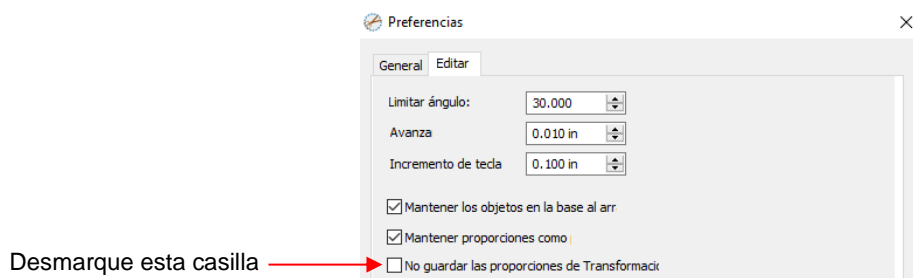 Preferencias
General Editar
Limitar ángulo: 30.000
Avanza 0.010 in
Incremento de tecla 0.100 in
Mantener los objetos en la base al arr
Mantener proporciones como
Desmarque esta casilla No guardar las proporciones de Transformaci